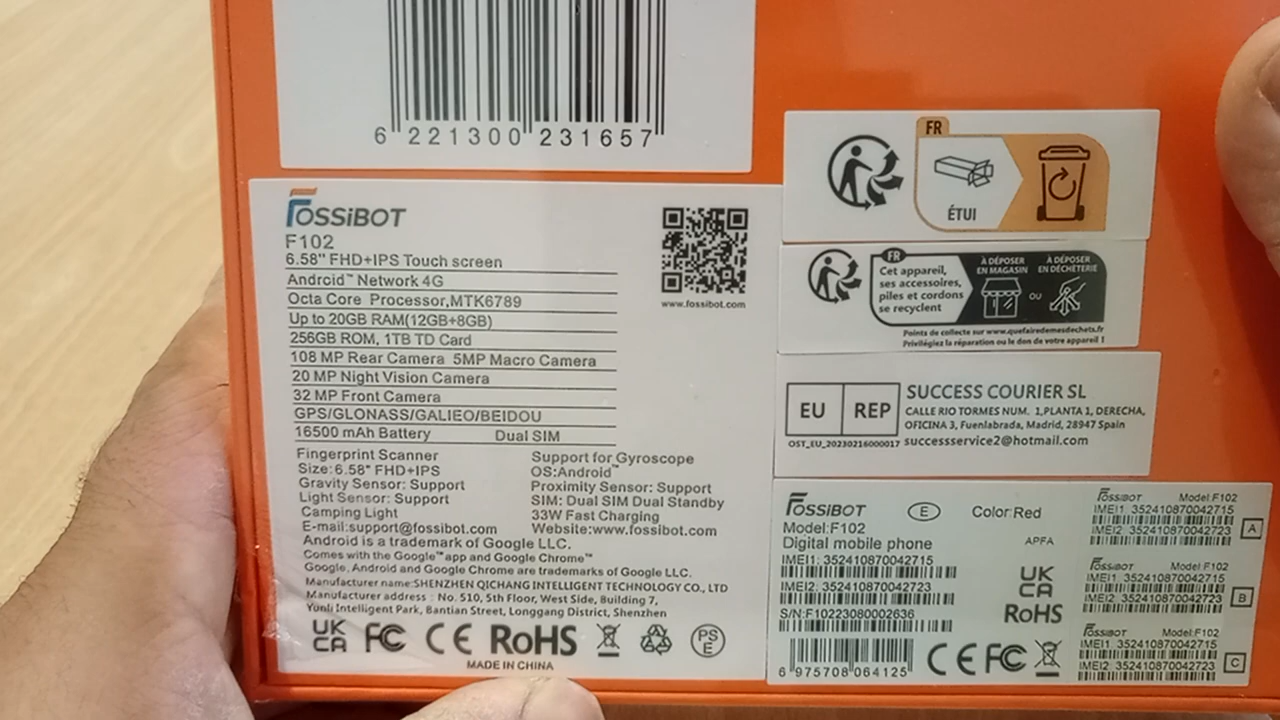 6 221300 231657
FOSSiBOT
F102
6.58" FHD+IPS Touch screen
Android™ Network 4G
Octa Core Processor,MTK6789
Up to 20GB RAM(12GB+8GB)
256GB ROM, 1TB TD Card
108 MP Rear Camera 5MP Macro Camera
20 MP Night Vision Camera
32 MP Front Camera
GPS/GLONASS/GALIEO/BEIDOU
16500 mAh Battery Dual SIM
www.fossibot.com
Fingerprint Scanner
Size:6.58" FHD+IPS
Gravity Sensor: Support
Light Sensor: Support
Camping Light
E-mail:support@fossibot.com
Support for Gyroscope
OS:Android™
Proximity Sensor: Support
SIM: Dual SIM Dual Standby
33W Fast Charging
Website:www.fossibot.com
Android is a trademark of Google LLC.
Comes with the Google™ app and Google Chrome™
Google, Android and Google Chrome are trademarks of Google LLC.
Manufacturer name:SHENZHEN QICHANG INTELLIGENT TECHNOLOGY CO., LTD
Manufacturer address : No. 510, 5th Floor, West Side, Building 7,
Yunli Intelligent Park, Bantian Street, Longgang District, Shenzhen
UK CA FC CE RoHS PS E
MADE IN CHINA
FR
ÉTUI
FR
Cet appareil,
ses accessoires,
piles et cordons
se recyclent
À DÉPOSER
EN MAGASIN
OU
À DÉPOSER
EN DÉCHÈTERIE
Points de collecte sur www.quefairedemesdechets.fr
Privilégiez la réparation ou le don de votre appareil !
EU REP
OST_EU_20230216000017
SUCCESS COURIER SL
CALLE RIO TORMES NUM. 1,PLANTA 1, DERECHA,
OFICINA 3, Fuenlabrada, Madrid, 28947 Spain
successservice2@hotmail.com
FOSSiBOT E Color:Red
Model:F102
Digital mobile phone APFA
IMEI1: 352410870042715
IMEI2: 352410870042723
S/N:F10223080002636
UK
CA
RoHS
6 975708 064125
CE FC
FOSSiBOT Model:F102
IMEI1 352410870042715
IMEI2 352410870042723
A
FOSSiBOT Model:F102
IMEI1 352410870042715
IMEI2 352410870042723
B
FOSSiBOT Model:F102
IMEI1 352410870042715
IMEI2: 352410870042723
C